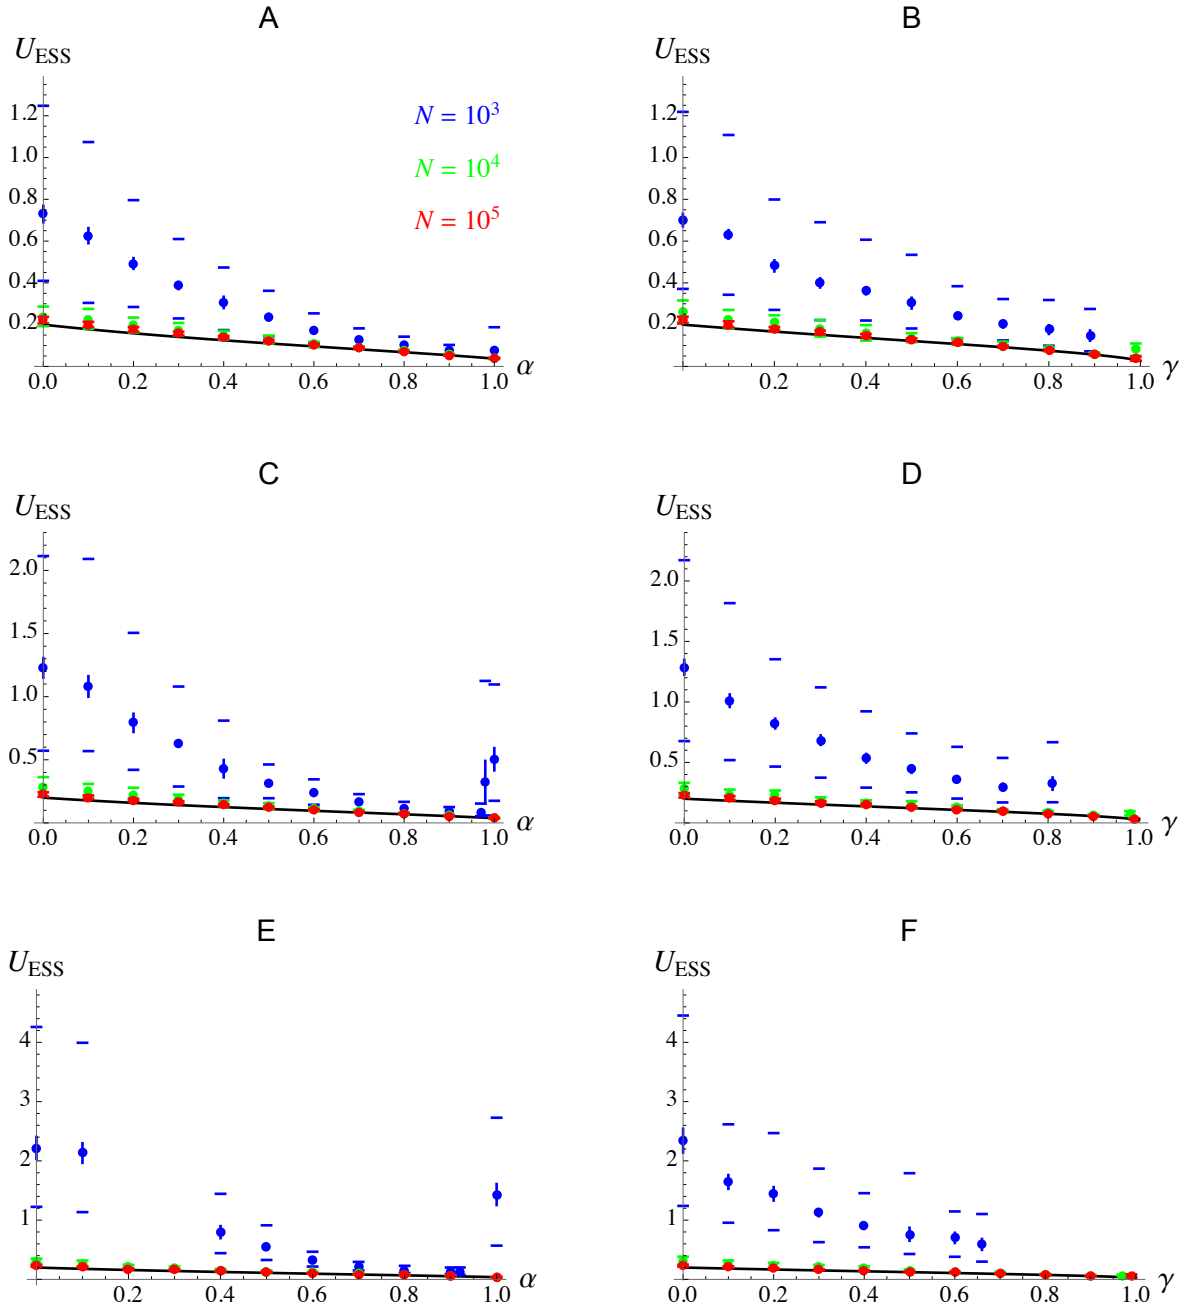 A
B
U_ESS
U_ESS
N = 10^3
N = 10^4
N = 10^5
1.2
1.0
0.8
0.6
0.4
0.2
0.0 0.2 0.4 0.6 0.8 1.0 α
1.2
1.0
0.8
0.6
0.4
0.2
0.2 0.4 0.6 0.8 1.0 γ
C
D
U_ESS
U_ESS
2.0
1.5
1.0
0.5
0.0 0.2 0.4 0.6 0.8 1.0 α
2.0
1.5
1.0
0.5
0.0 0.2 0.4 0.6 0.8 1.0 γ
E
F
U_ESS
U_ESS
4
3
2
1
0.2 0.4 0.6 0.8 1.0 α
4
3
2
1
0.0 0.2 0.4 0.6 0.8 1.0 γ